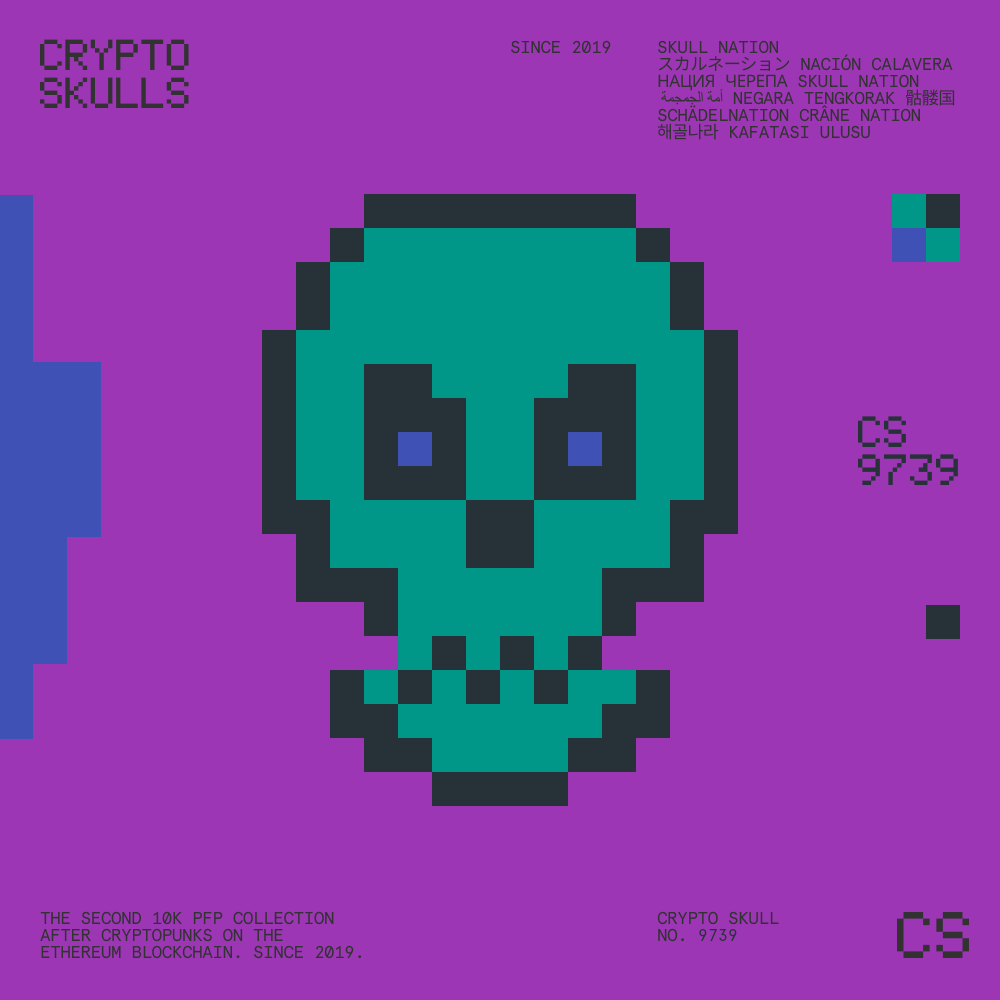 CRYPTO
SKULLS
SINCE 2019
SKULL NATION
スカルネーション NACIÓN CALAVERA
НАЦИЯ ЧЕРЕПА SKULL NATION
أمة الجمجمة NEGARA TENGKORAK 骷髅国
SCHÄDELNATION CRÂNE NATION
해골나라 KAFATASI ULUSU
CS
9739
THE SECOND 10K PFP COLLECTION
AFTER CRYPTOPUNKS ON THE
ETHEREUM BLOCKCHAIN. SINCE 2019.
CRYPTO SKULL
NO. 9739
CS